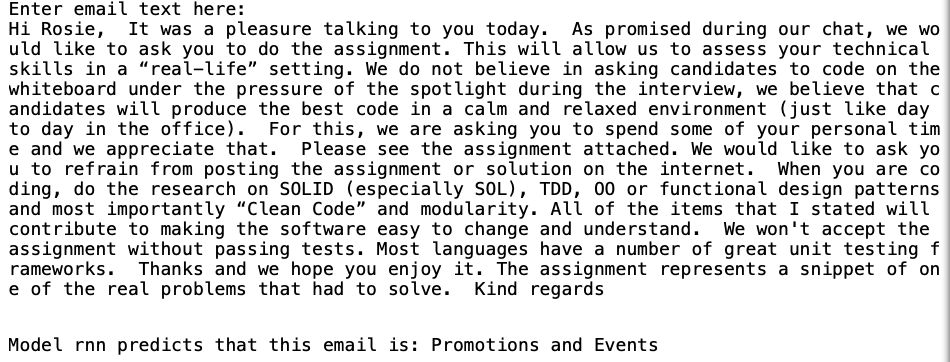 Enter email text here:
Hi Rosie,  It was a pleasure talking to you today.  As promised during our chat, we wo
uld like to ask you to do the assignment. This will allow us to assess your technical
skills in a “real-life” setting. We do not believe in asking candidates to code on the
whiteboard under the pressure of the spotlight during the interview, we believe that c
andidates will produce the best code in a calm and relaxed environment (just like day
to day in the office).  For this, we are asking you to spend some of your personal tim
e and we appreciate that.  Please see the assignment attached. We would like to ask yo
u to refrain from posting the assignment or solution on the internet.  When you are co
ding, do the research on SOLID (especially SOL), TDD, OO or functional design patterns
and most importantly “Clean Code” and modularity. All of the items that I stated will
contribute to making the software easy to change and understand.  We won't accept the
assignment without passing tests. Most languages have a number of great unit testing f
rameworks.  Thanks and we hope you enjoy it. The assignment represents a snippet of on
e of the real problems that had to solve.  Kind regards
Model rnn predicts that this email is: Promotions and Events